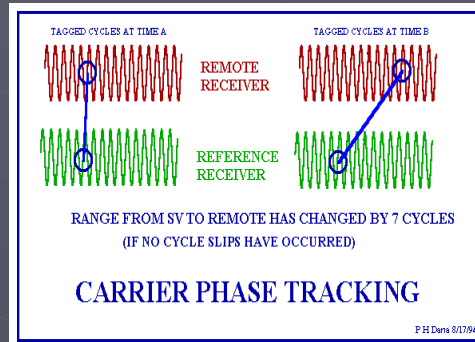 TAGGED CYCLES AT TIME A
TAGGED CYCLES AT TIME B
REMOTE
RECEIVER
REFERENCE
RECEIVER
RANGE FROM SV TO REMOTE HAS CHANGED BY 7 CYCLES
(IF NO CYCLE SLIPS HAVE OCCURRED)
CARRIER PHASE TRACKING
P H Dana 8/17/94